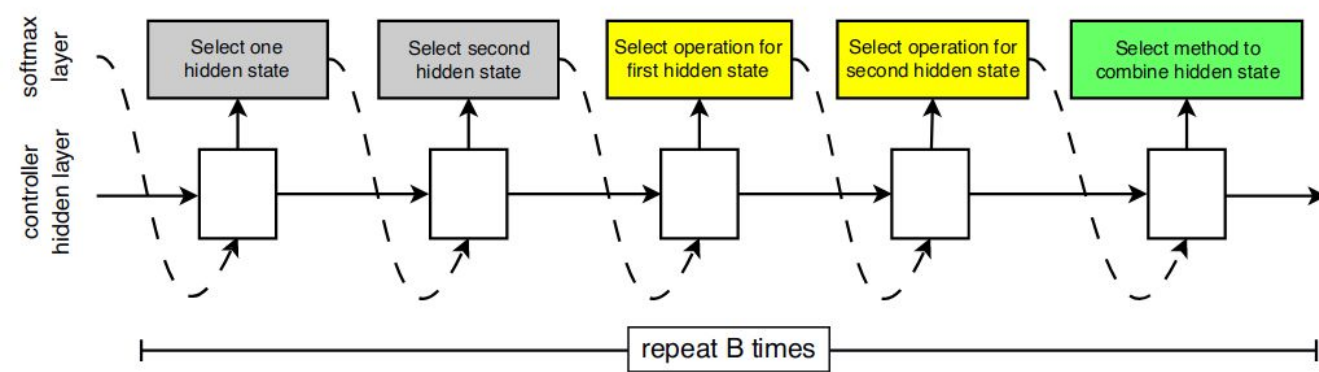 softmax
layer
Select one
hidden state
Select second
hidden state
Select operation for
first hidden state
Select operation for
second hidden state
Select method to
combine hidden state
controller
hidden layer
repeat B times